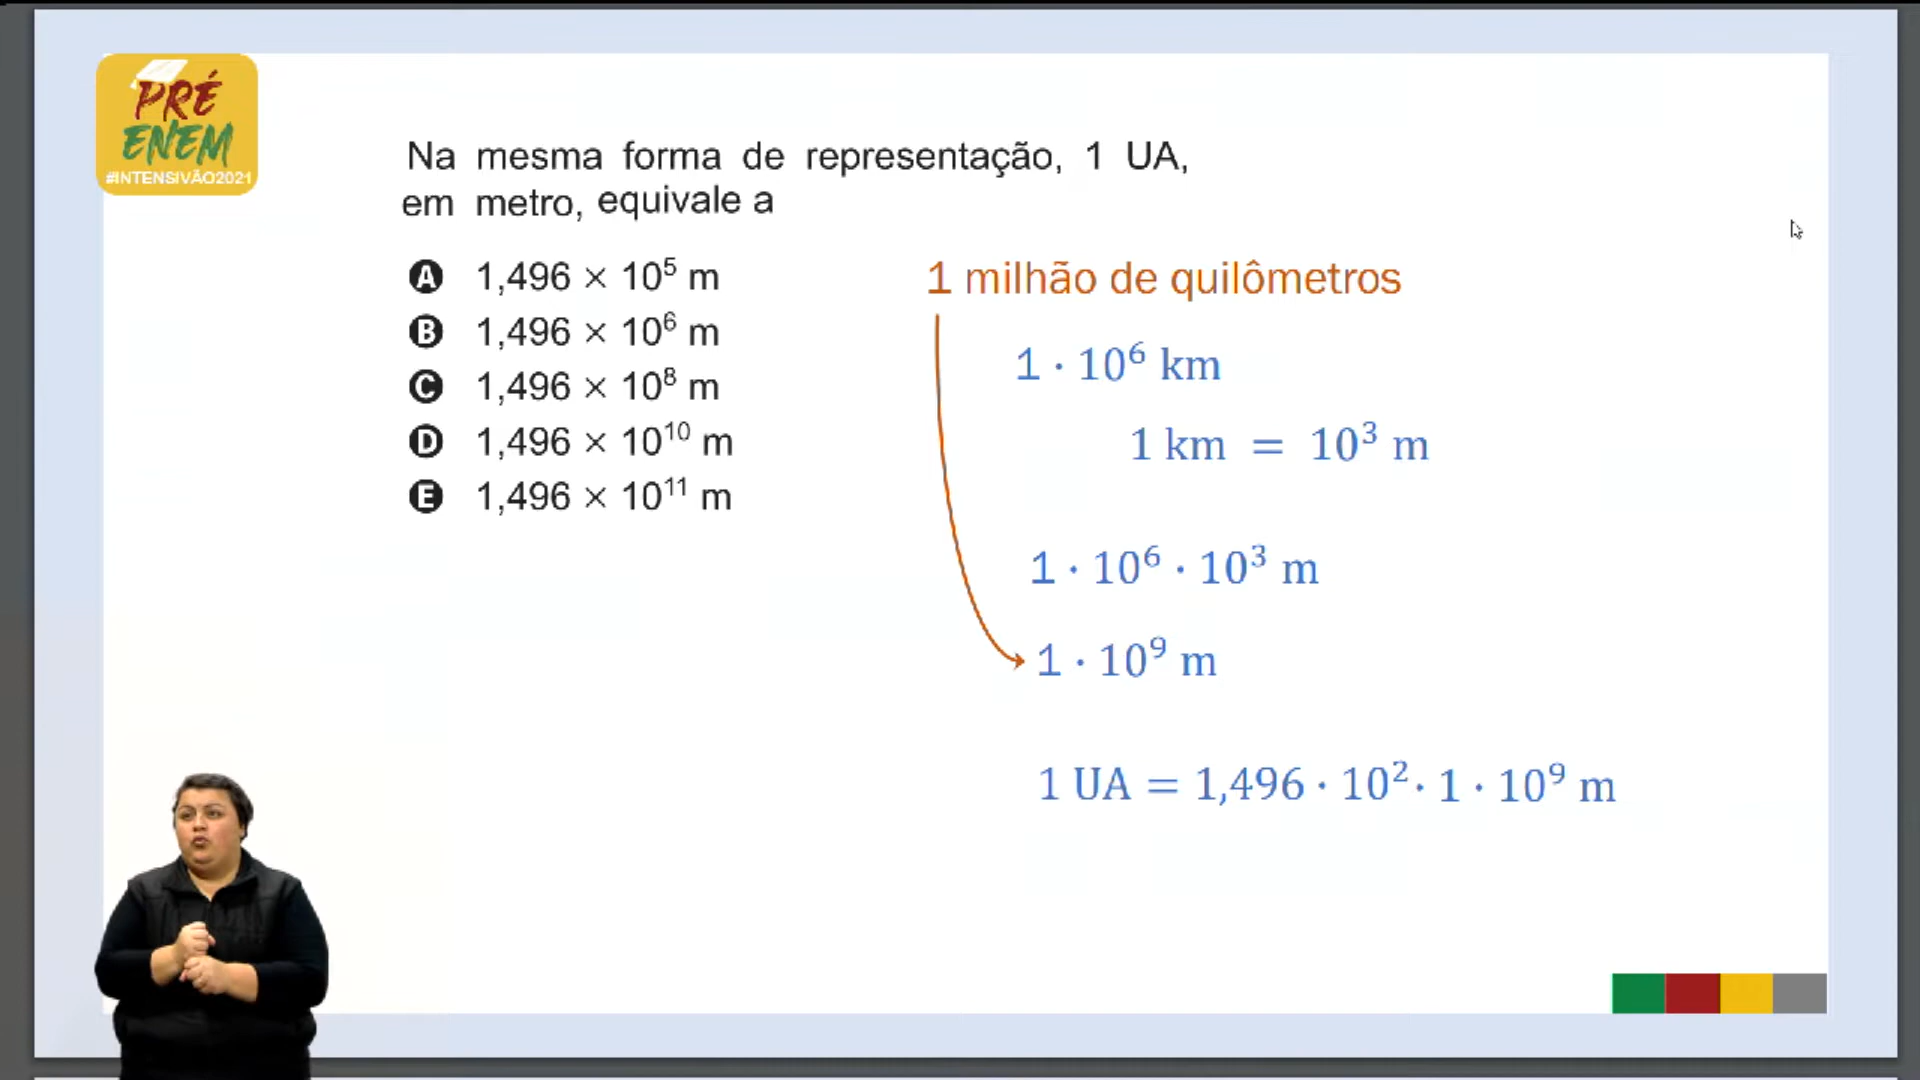 PRÉ
ENEM
#INTENSIVÃO2021
Na mesma forma de representação, 1 UA,
em metro, equivale a
A 1,496 × 10⁵ m
B 1,496 × 10⁶ m
C 1,496 × 10⁸ m
D 1,496 × 10¹⁰ m
E 1,496 × 10¹¹ m
1 milhão de quilômetros
1 · 10⁶ km
1 km = 10³ m
1 · 10⁶ · 10³ m
1 · 10⁹ m
1 UA = 1,496 · 10² · 1 · 10⁹ m